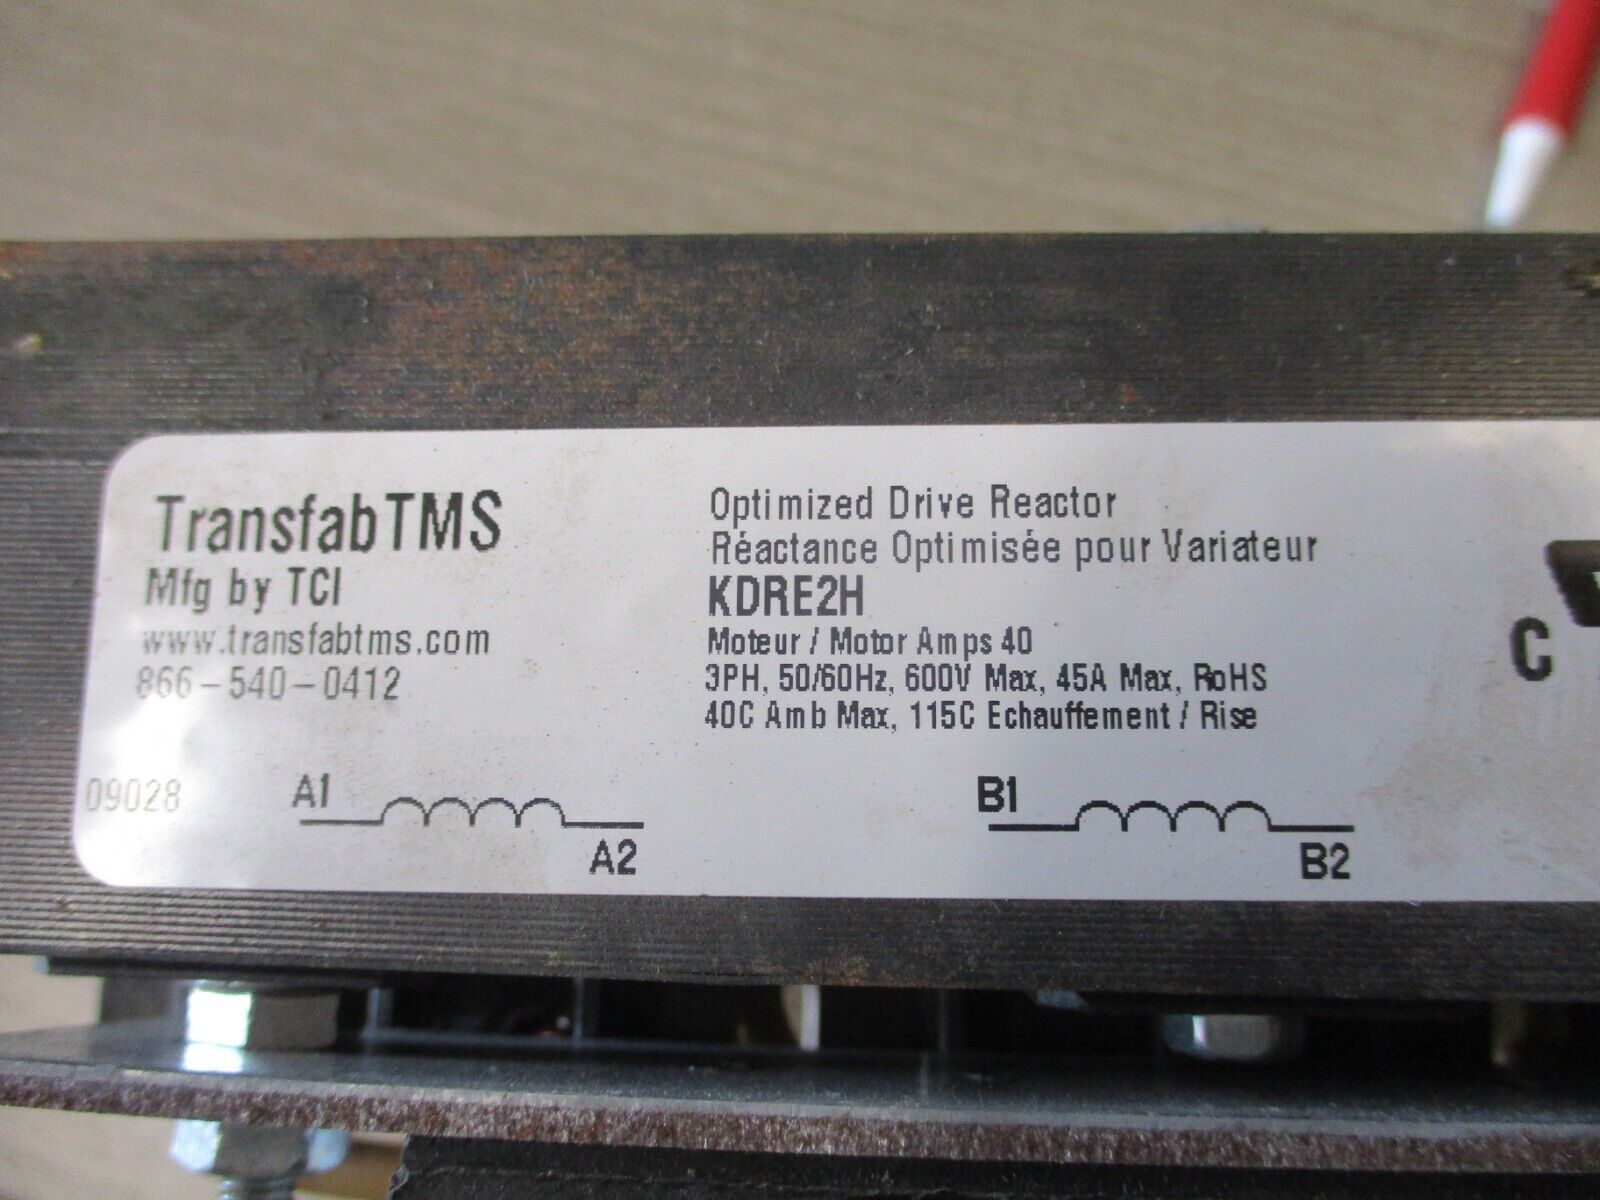 TransfabTMS
Mfg by TCI
www.transfabtms.com
866-540-0412
Optimized Drive Reactor
Réactance Optimisée pour Variateur
KDRE2H
Moteur / Motor Amps 40
3PH, 50/60Hz, 600V Max, 45A Max, RoHS
40C Amb Max, 115C Echauffement / Rise
C
09028
A1
A2
B1
B2